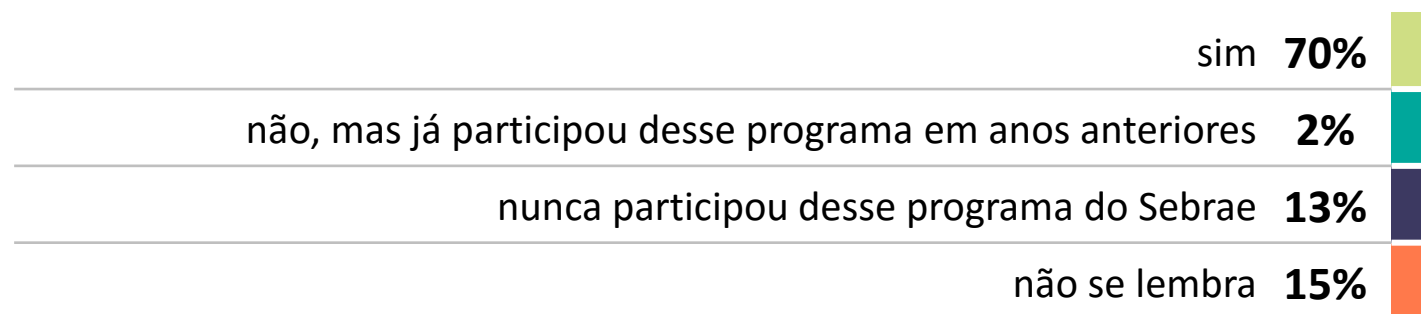 sim 70%
não, mas já participou desse programa em anos anteriores 2%
nunca participou desse programa do Sebrae 13%
não se lembra 15%